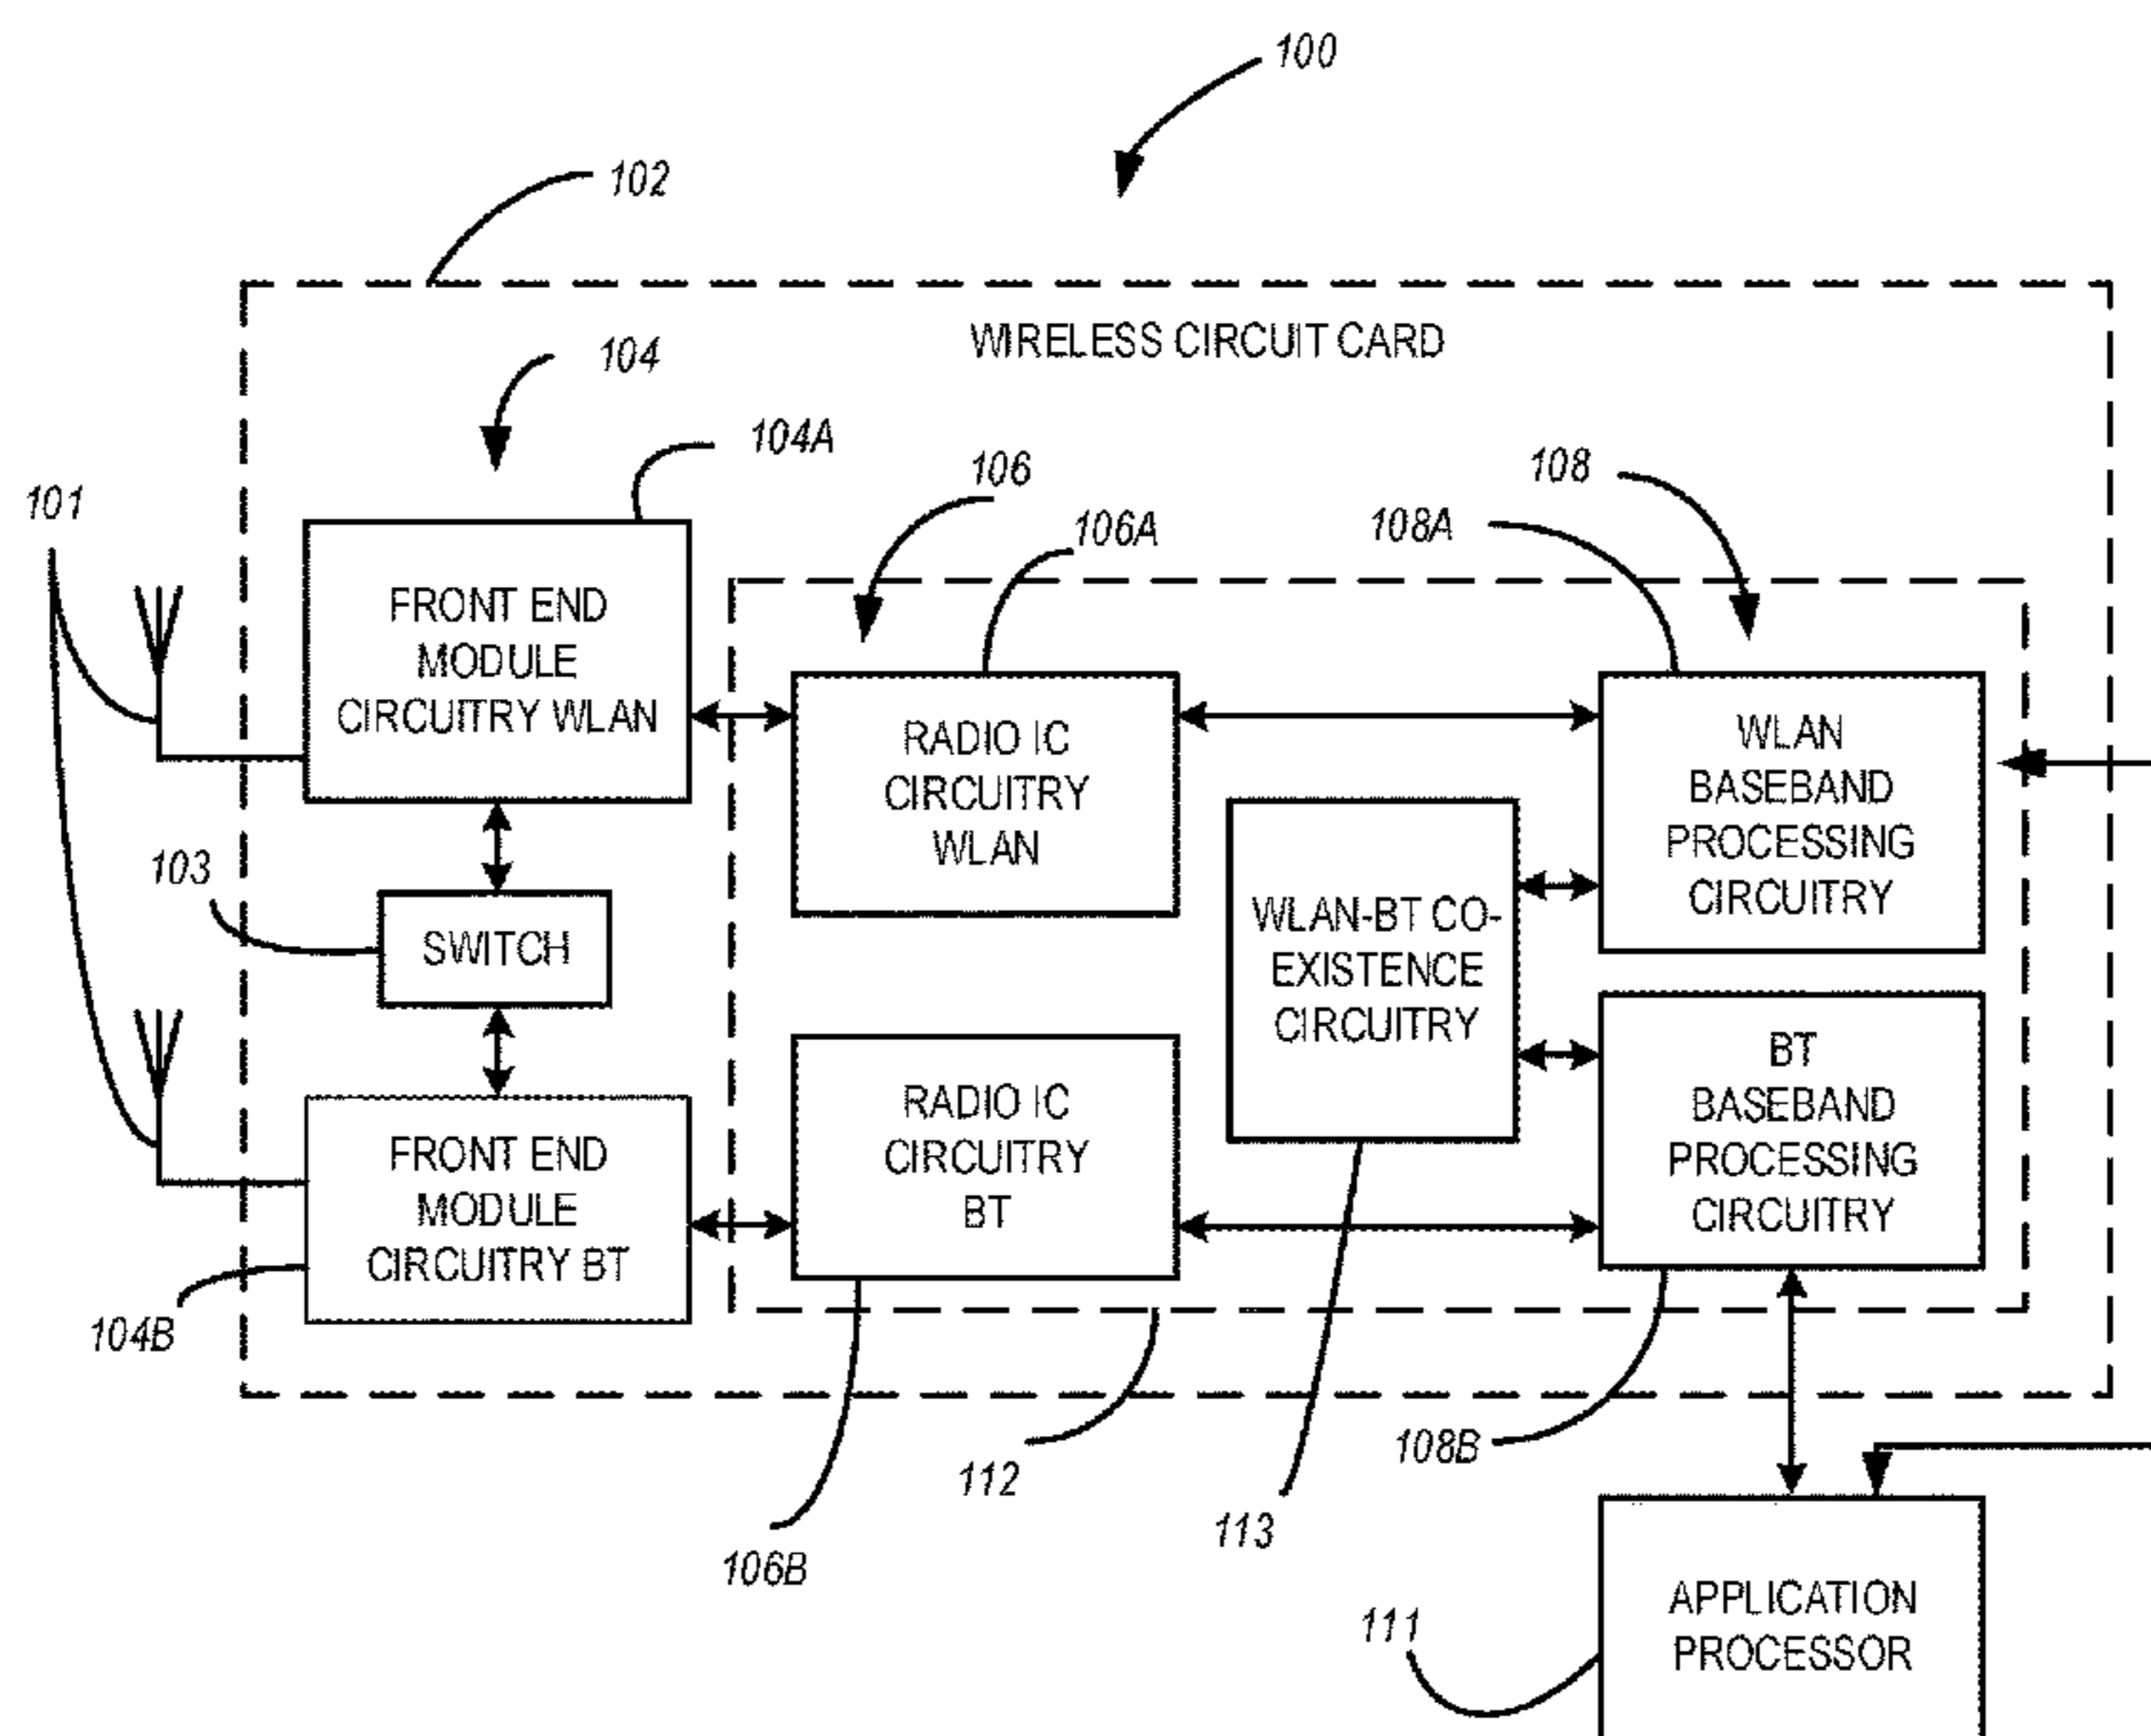 100
102
WIRELESS CIRCUIT CARD
104
104A
106
108
101
106A
108A
FRONT END
MODULE
CIRCUITRY WLAN
RADIO IC
CIRCUITRY
WLAN
WLAN
BASEBAND
PROCESSING
CIRCUITRY
103
SWITCH
WLAN-BT CO-
EXISTENCE
CIRCUITRY
FRONT END
MODULE
CIRCUITRY BT
RADIO IC
CIRCUITRY
BT
BT
BASEBAND
PROCESSING
CIRCUITRY
104B
106B
112
113
108B
111
APPLICATION
PROCESSOR